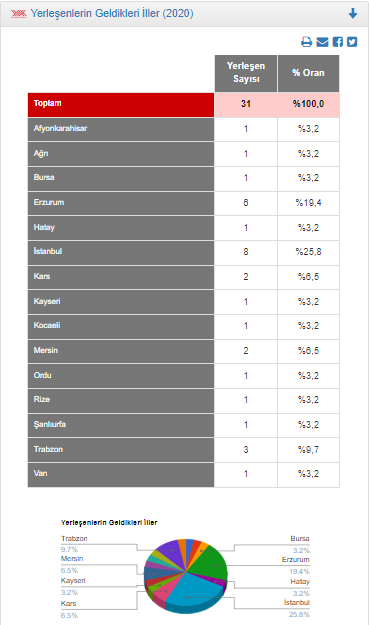 Yerleşenlerin Geldikleri İller (2020)
Yerleşen Sayısı % Oran
Toplam 31 %100,0
Afyonkarahisar 1 %3,2
Ağrı 1 %3,2
Bursa 1 %3,2
Erzurum 6 %19,4
Hatay 1 %3,2
İstanbul 8 %25,8
Kars 2 %6,5
Kayseri 1 %3,2
Kocaeli 1 %3,2
Mersin 2 %6,5
Ordu 1 %3,2
Rize 1 %3,2
Şanlıurfa 1 %3,2
Trabzon 3 %9,7
Van 1 %3,2
Yerleşenlerin Geldikleri İller
Trabzon Bursa
9.7% 3.2%
Mersin Erzurum
6.5% 19.4%
Kayseri Hatay
3.2% 3.2%
Kars İstanbul
6.5% 25.8%